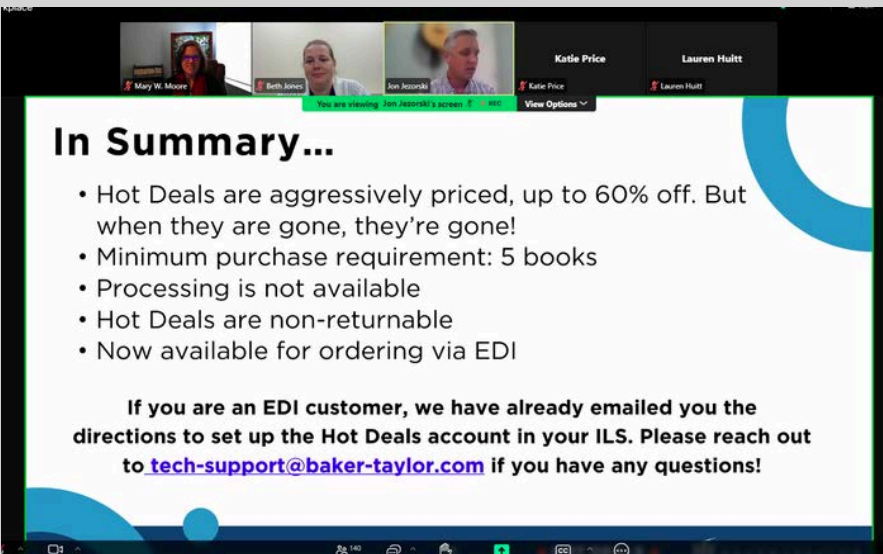 kplace
Mary W. Moore
Beth Jones
Jon Jezorski
Katie Price
Katie Price
Lauren Huitt
Lauren Huitt
You are viewing Jon Jezorski's screen
REC
View Options
In Summary...
• Hot Deals are aggressively priced, up to 60% off. But
when they are gone, they're gone!
• Minimum purchase requirement: 5 books
• Processing is not available
• Hot Deals are non-returnable
• Now available for ordering via EDI
If you are an EDI customer, we have already emailed you the
directions to set up the Hot Deals account in your ILS. Please reach out
to tech-support@baker-taylor.com if you have any questions!
140
CC